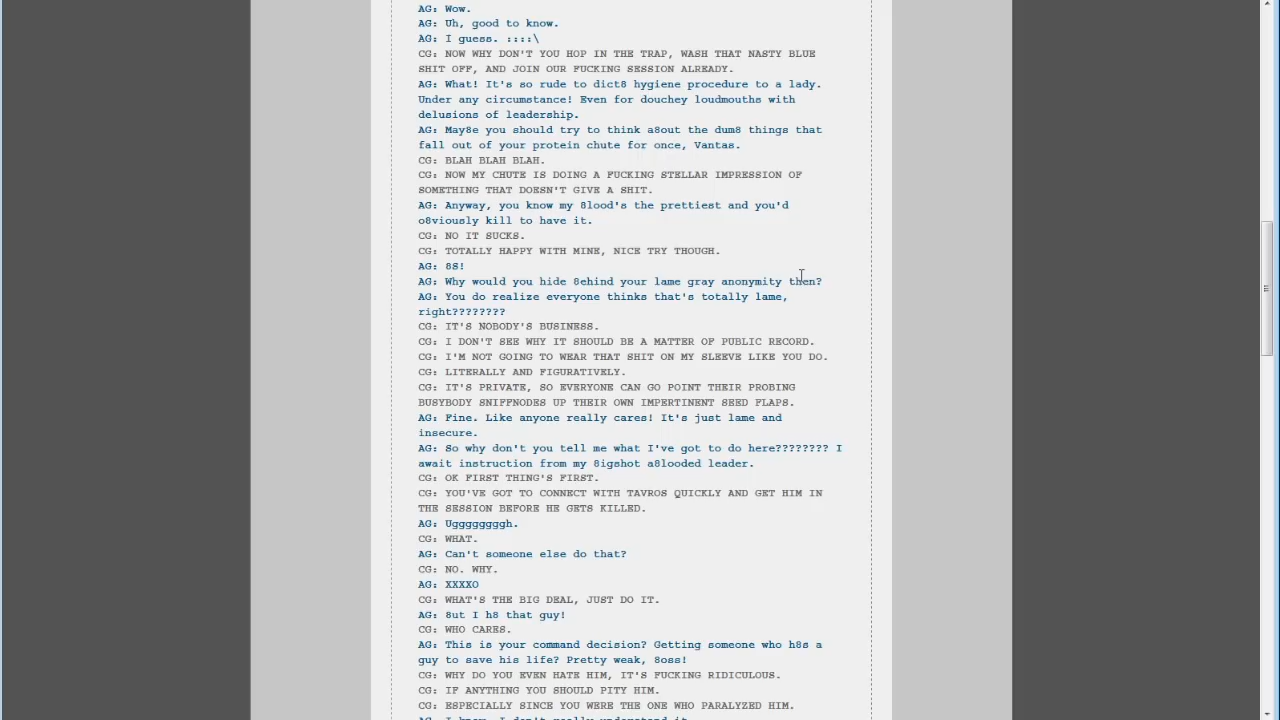 AG: Wow.
AG: Uh, good to know.
AG: I guess. ::::\
CG: NOW WHY DON'T YOU HOP IN THE TRAP, WASH THAT NASTY BLUE
SHIT OFF, AND JOIN OUR FUCKING SESSION ALREADY.
AG: What! It's so rude to dict8 hygiene procedure to a lady.
Under any circumstance! Even for douchey loudmouths with
delusions of leadership.
AG: May8e you should try to think a8out the dum8 things that
fall out of your protein chute for once, Vantas.
CG: BLAH BLAH BLAH.
CG: NOW MY CHUTE IS DOING A FUCKING STELLAR IMPRESSION OF
SOMETHING THAT DOESN'T GIVE A SHIT.
AG: Anyway, you know my 8lood's the prettiest and you'd
o8viously kill to have it.
CG: NO IT SUCKS.
CG: TOTALLY HAPPY WITH MINE, NICE TRY THOUGH.
AG: 8S!
AG: Why would you hide 8ehind your lame gray anonymity then?
AG: You do realize everyone thinks that's totally lame,
right????????
CG: IT'S NOBODY'S BUSINESS.
CG: I DON'T SEE WHY IT SHOULD BE A MATTER OF PUBLIC RECORD.
CG: I'M NOT GOING TO WEAR THAT SHIT ON MY SLEEVE LIKE YOU DO.
CG: LITERALLY AND FIGURATIVELY.
CG: IT'S PRIVATE, SO EVERYONE CAN GO POINT THEIR PROBING
BUSYBODY SNIFFNODES UP THEIR OWN IMPERTINENT SEED FLAPS.
AG: Fine. Like anyone really cares! It's just lame and
insecure.
AG: So why don't you tell me what I've got to do here???????? I
await instruction from my 8igshot a8looded leader.
CG: OK FIRST THING'S FIRST.
CG: YOU'VE GOT TO CONNECT WITH TAVROS QUICKLY AND GET HIM IN
THE SESSION BEFORE HE GETS KILLED.
AG: Uggggggggh.
CG: WHAT.
AG: Can't someone else do that?
CG: NO. WHY.
AG: XXXXO
CG: WHAT'S THE BIG DEAL, JUST DO IT.
AG: 8ut I h8 that guy!
CG: WHO CARES.
AG: This is your command decision? Getting someone who h8s a
guy to save his life? Pretty weak, 8oss!
CG: WHY DO YOU EVEN HATE HIM, IT'S FUCKING RIDICULOUS.
CG: IF ANYTHING YOU SHOULD PITY HIM.
CG: ESPECIALLY SINCE YOU WERE THE ONE WHO PARALYZED HIM.
AG: I know, I don't really understand it.